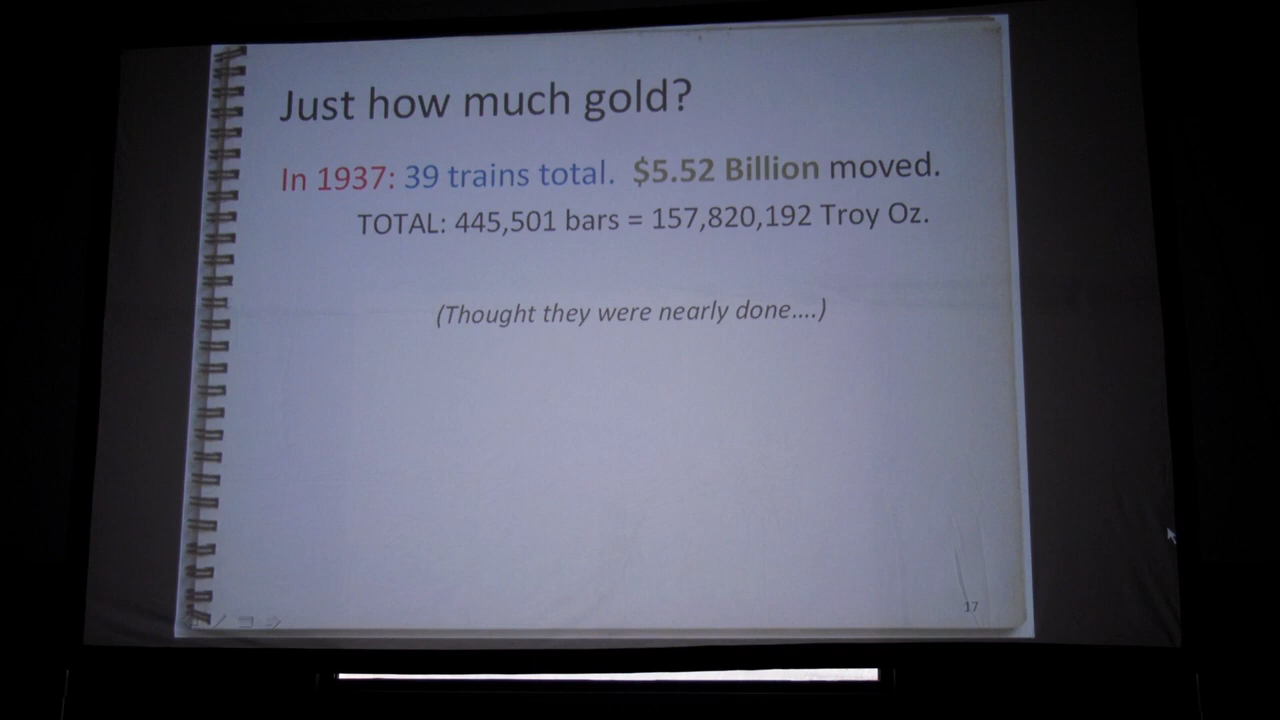 Just how much gold?
In 1937: 39 trains total. $5.52 Billion moved.
TOTAL: 445,501 bars = 157,820,192 Troy Oz.
(Thought they were nearly done....)
17